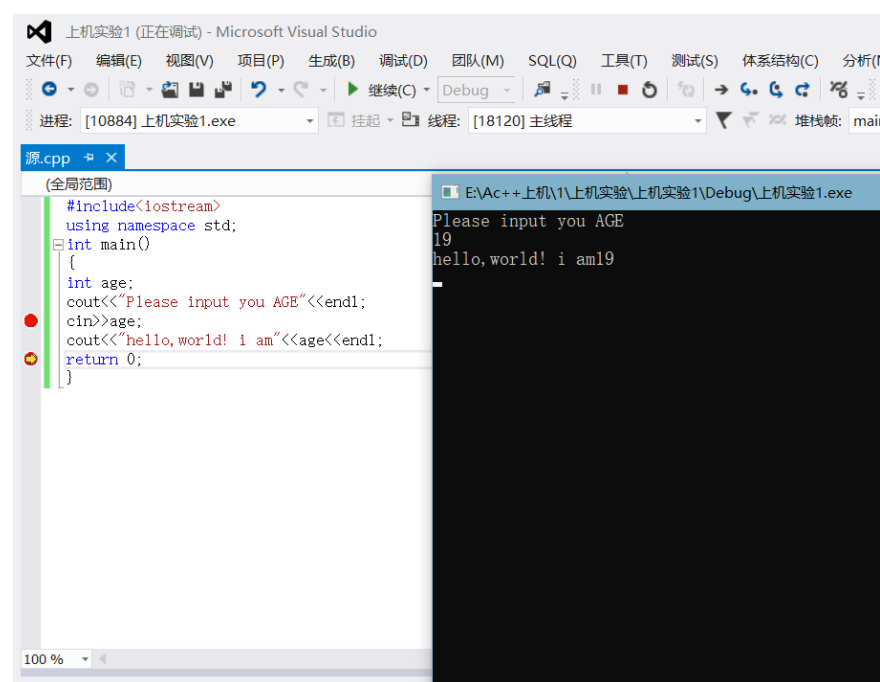 上机实验1 (正在调试) - Microsoft Visual Studio
文件(F) 编辑(E) 视图(V) 项目(P) 生成(B) 调试(D) 团队(M) SQL(Q) 工具(T) 测试(S) 体系结构(C) 分析(
继续(C) Debug
进程: [10884] 上机实验1.exe 挂起 线程: [18120] 主线程 堆栈帧: mai
源.cpp
(全局范围)
#include<iostream>
using namespace std;
int main()
{
int age;
cout<<"Please input you AGE"<<endl;
cin>>age;
cout<<"hello,world! i am"<<age<<endl;
return 0;
}
100 %
E:\Ac++上机\1\上机实验\上机实验1\Debug\上机实验1.exe
Please input you AGE
19
hello,world! i am19